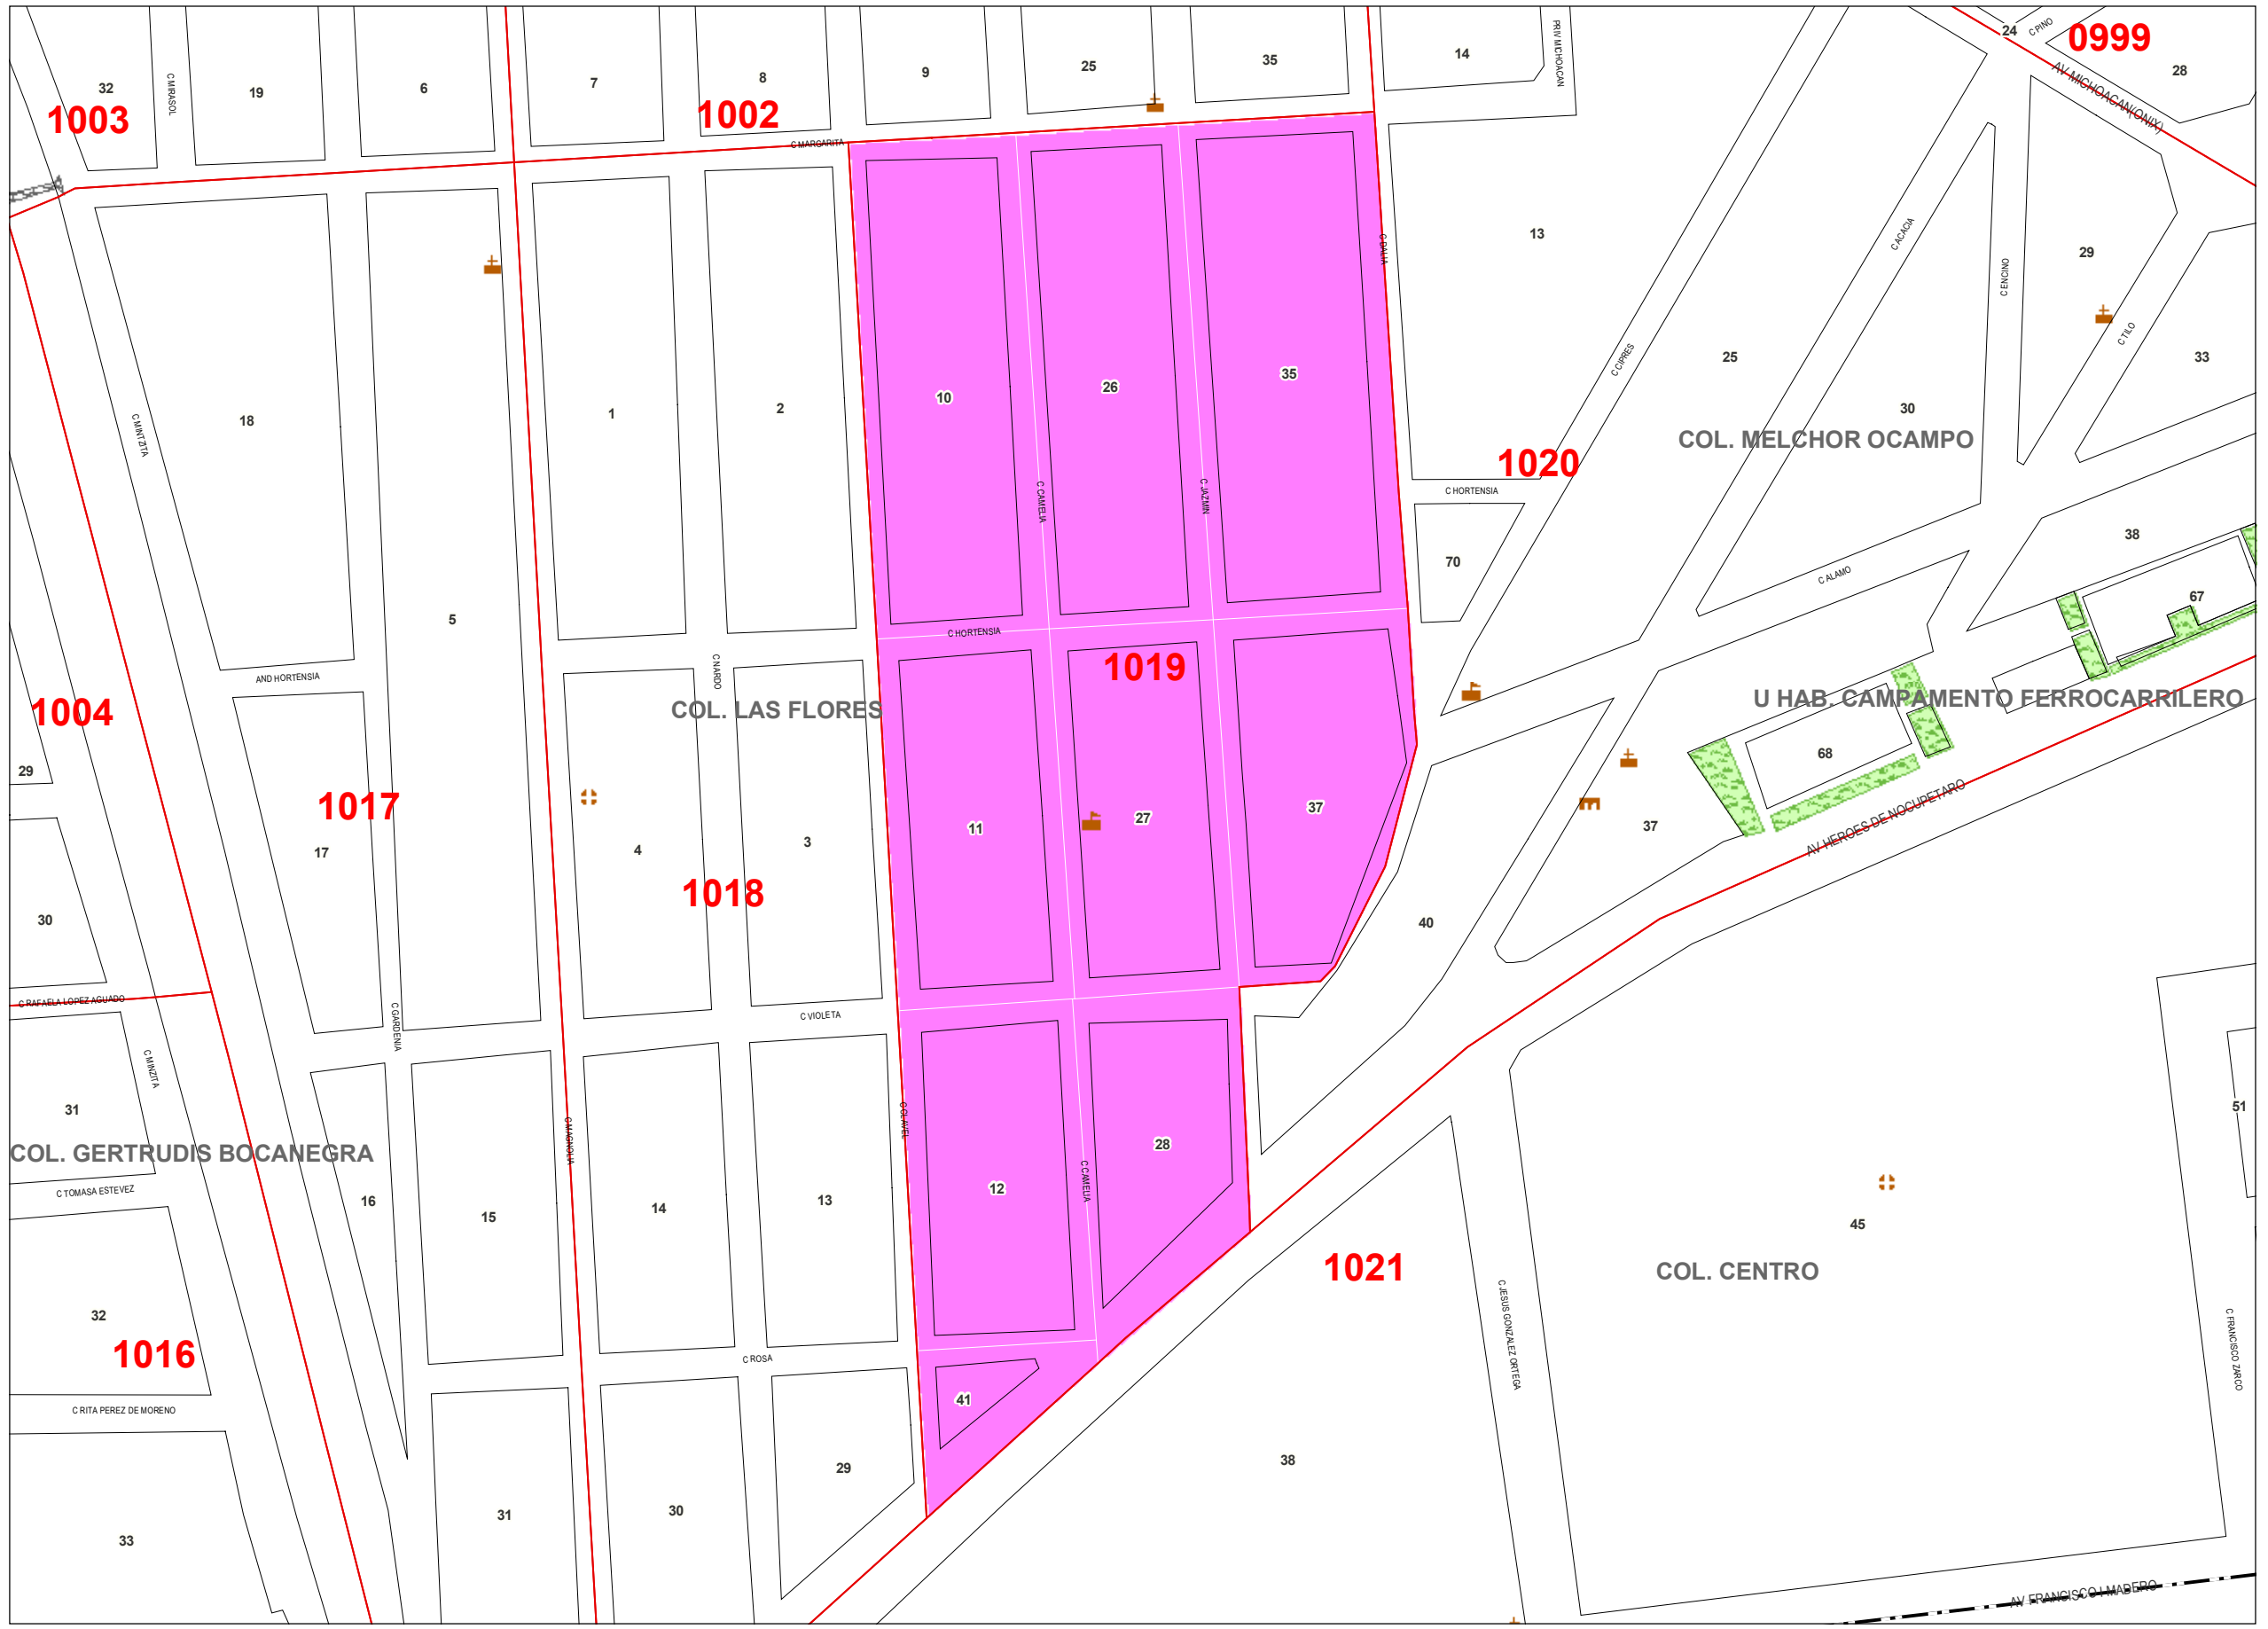 24
C PINO
0999
32
C MIRASOL
19
6
7
8
9
25
35
14
PRIV MICHOACAN
28
AV MICHOACAN(ONIX)
1003
1002
C MARGARITA
13
C DALIA
C ACACIA
C ENCINO
29
C TILO
33
C CIPRES
25
18
C MINTZITA
1
2
10
26
35
30
COL. MELCHOR OCAMPO
1020
C HORTENSIA
C CAMELIA
C JAZMIN
38
70
C ALAMO
67
5
C HORTENSIA
AND HORTENSIA
C NARDO
1019
COL. LAS FLORES
U HAB. CAMPAMENTO FERROCARRILERO
1004
29
68
1017
17
4
3
11
27
37
37
AV HEROES DE NOCUPETARO
1018
30
40
C RAFAELA LOPEZ AGUADO
C GARDENIA
C VIOLETA
C MINZITA
31
C MAGNOLIA
C CLAVEL
51
COL. GERTRUDIS BOCANEGRA
28
C TOMASA ESTEVEZ
16
15
14
13
12
C CAMELIA
45
1021
COL. CENTRO
32
1016
C ROSA
C JESUS GONZALEZ ORTEGA
C FRANCISCO ZARCO
C RITA PEREZ DE MORENO
41
29
38
31
30
33
AV FRANCISCO I MADERO